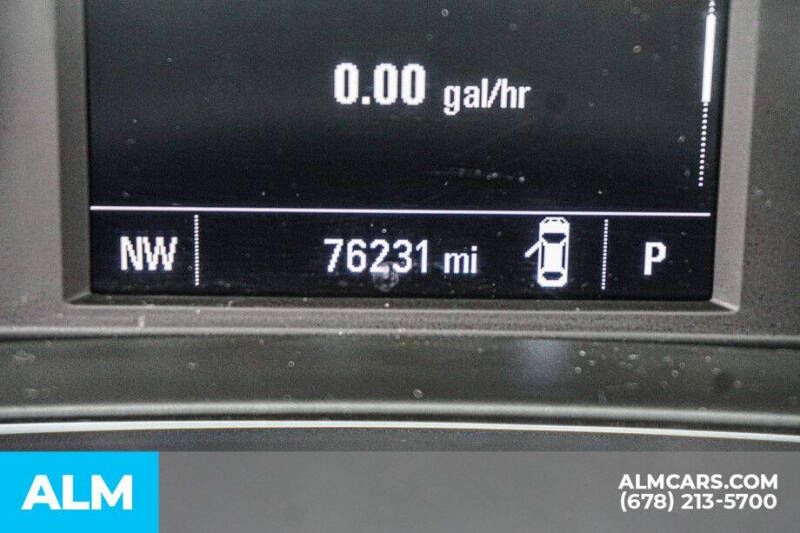 0.00 gal/hr
NW 76231 mi P
ALM
ALMCARS.COM
(678) 213-5700